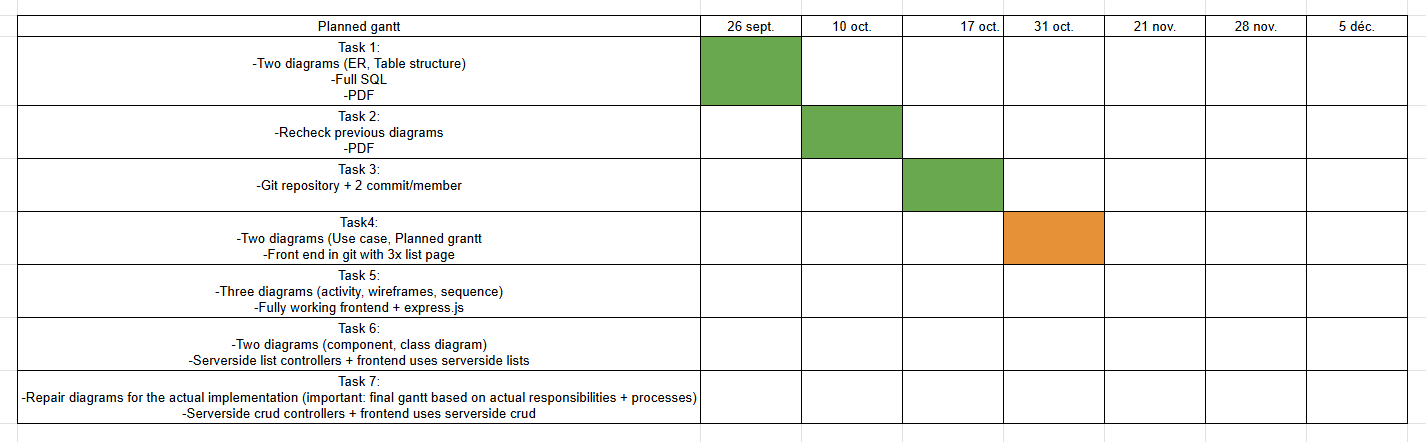 Planned gantt 26 sept. 10 oct. 17 oct. 31 oct. 21 nov. 28 nov. 5 déc.
Task 1:
-Two diagrams (ER, Table structure)
-Full SQL
-PDF
Task 2:
-Recheck previous diagrams
-PDF
Task 3:
-Git repository + 2 commit/member
Task4:
-Two diagrams (Use case, Planned grantt
-Front end in git with 3x list page
Task 5:
-Three diagrams (activity, wireframes, sequence)
-Fully working frontend + express.js
Task 6:
-Two diagrams (component, class diagram)
-Serverside list controllers + frontend uses serverside lists
Task 7:
-Repair diagrams for the actual implementation (important: final gantt based on actual responsibilities + processes)
-Serverside crud controllers + frontend uses serverside crud